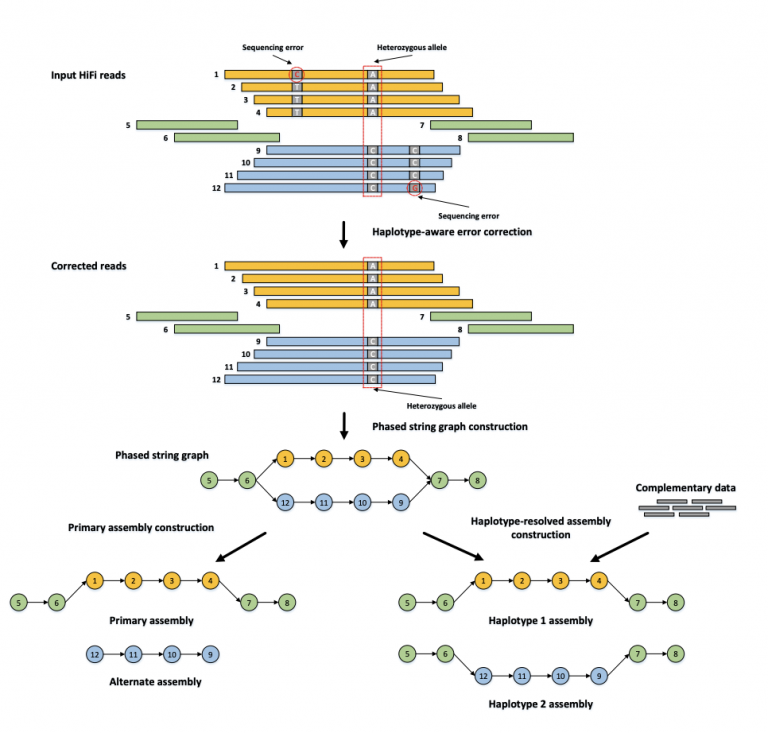 Sequencing error
Heterozygous allele
Input HiFi reads
1
C
A
2
T
A
3
T
A
4
T
A
5
7
6
8
9
C
C
10
C
C
11
C
C
12
C
G
Sequencing error
Haplotype-aware error correction
Corrected reads
1
A
2
A
3
A
4
A
5
7
6
8
9
C
10
C
11
C
12
C
Heterozygous allele
Phased string graph construction
Phased string graph
1 2 3 4
5 6 7 8
12 11 10 9
Complementary data
Primary assembly construction
Haplotype-resolved assembly
construction
1 2 3 4
5 6 7 8
Primary assembly
12 11 10 9
Alternate assembly
1 2 3 4
5 6 7 8
Haplotype 1 assembly
5 6 7 8
12 11 10 9
Haplotype 2 assembly